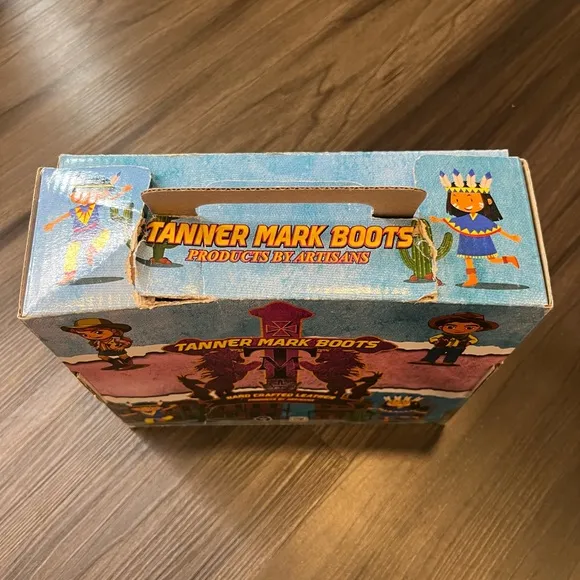 TANNER MARK BOOTS
PRODUCTS BY ARTISANS
TANNER MARK BOOTS
HAND CRAFTED LEATHER